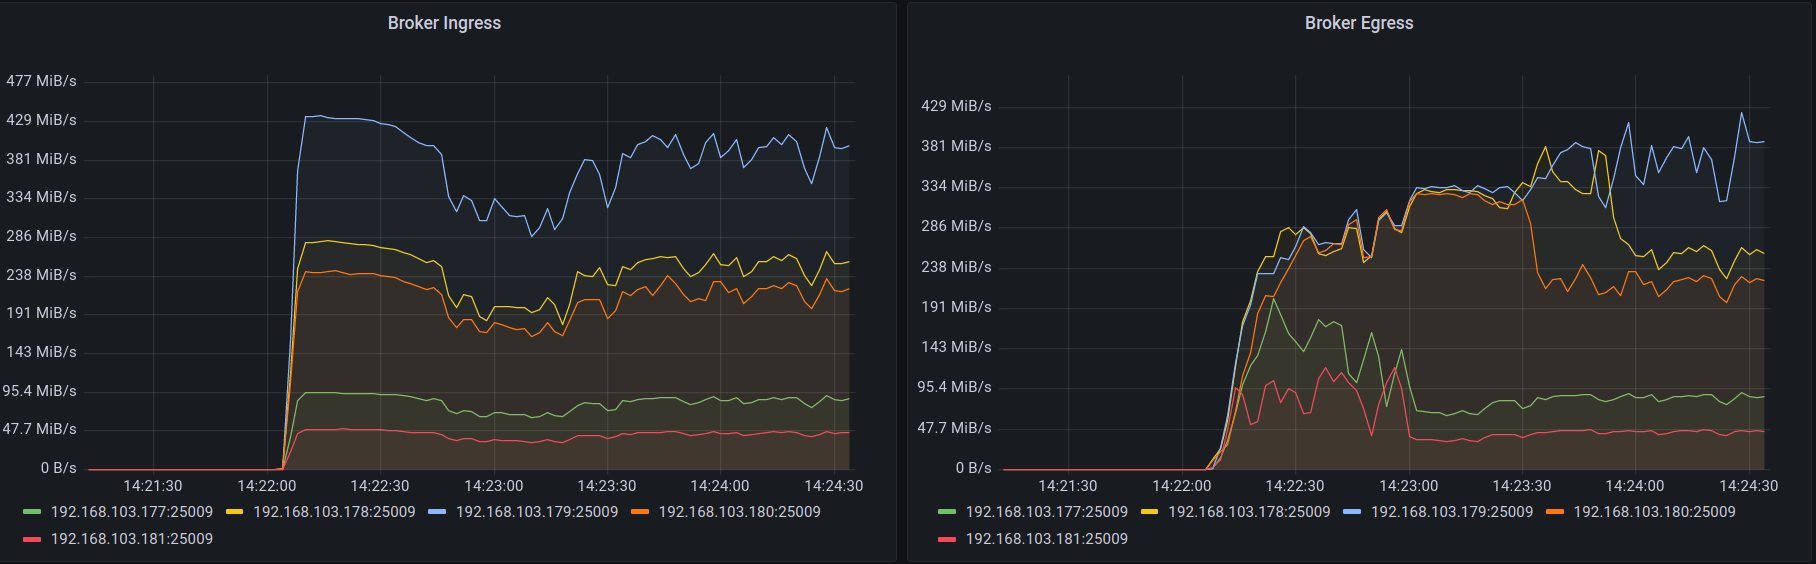 Broker Ingress
477 MiB/s
429 MiB/s
381 MiB/s
334 MiB/s
286 MiB/s
238 MiB/s
191 MiB/s
143 MiB/s
95.4 MiB/s
47.7 MiB/s
0 B/s
14:21:30 14:22:00 14:22:30 14:23:00 14:23:30 14:24:00 14:24:30
192.168.103.177:25009 192.168.103.178:25009 192.168.103.179:25009 192.168.103.180:25009
192.168.103.181:25009
Broker Egress
429 MiB/s
381 MiB/s
334 MiB/s
286 MiB/s
238 MiB/s
191 MiB/s
143 MiB/s
95.4 MiB/s
47.7 MiB/s
0 B/s
14:21:30 14:22:00 14:22:30 14:23:00 14:23:30 14:24:00 14:24:30
192.168.103.177:25009 192.168.103.178:25009 192.168.103.179:25009 192.168.103.180:25009
192.168.103.181:25009